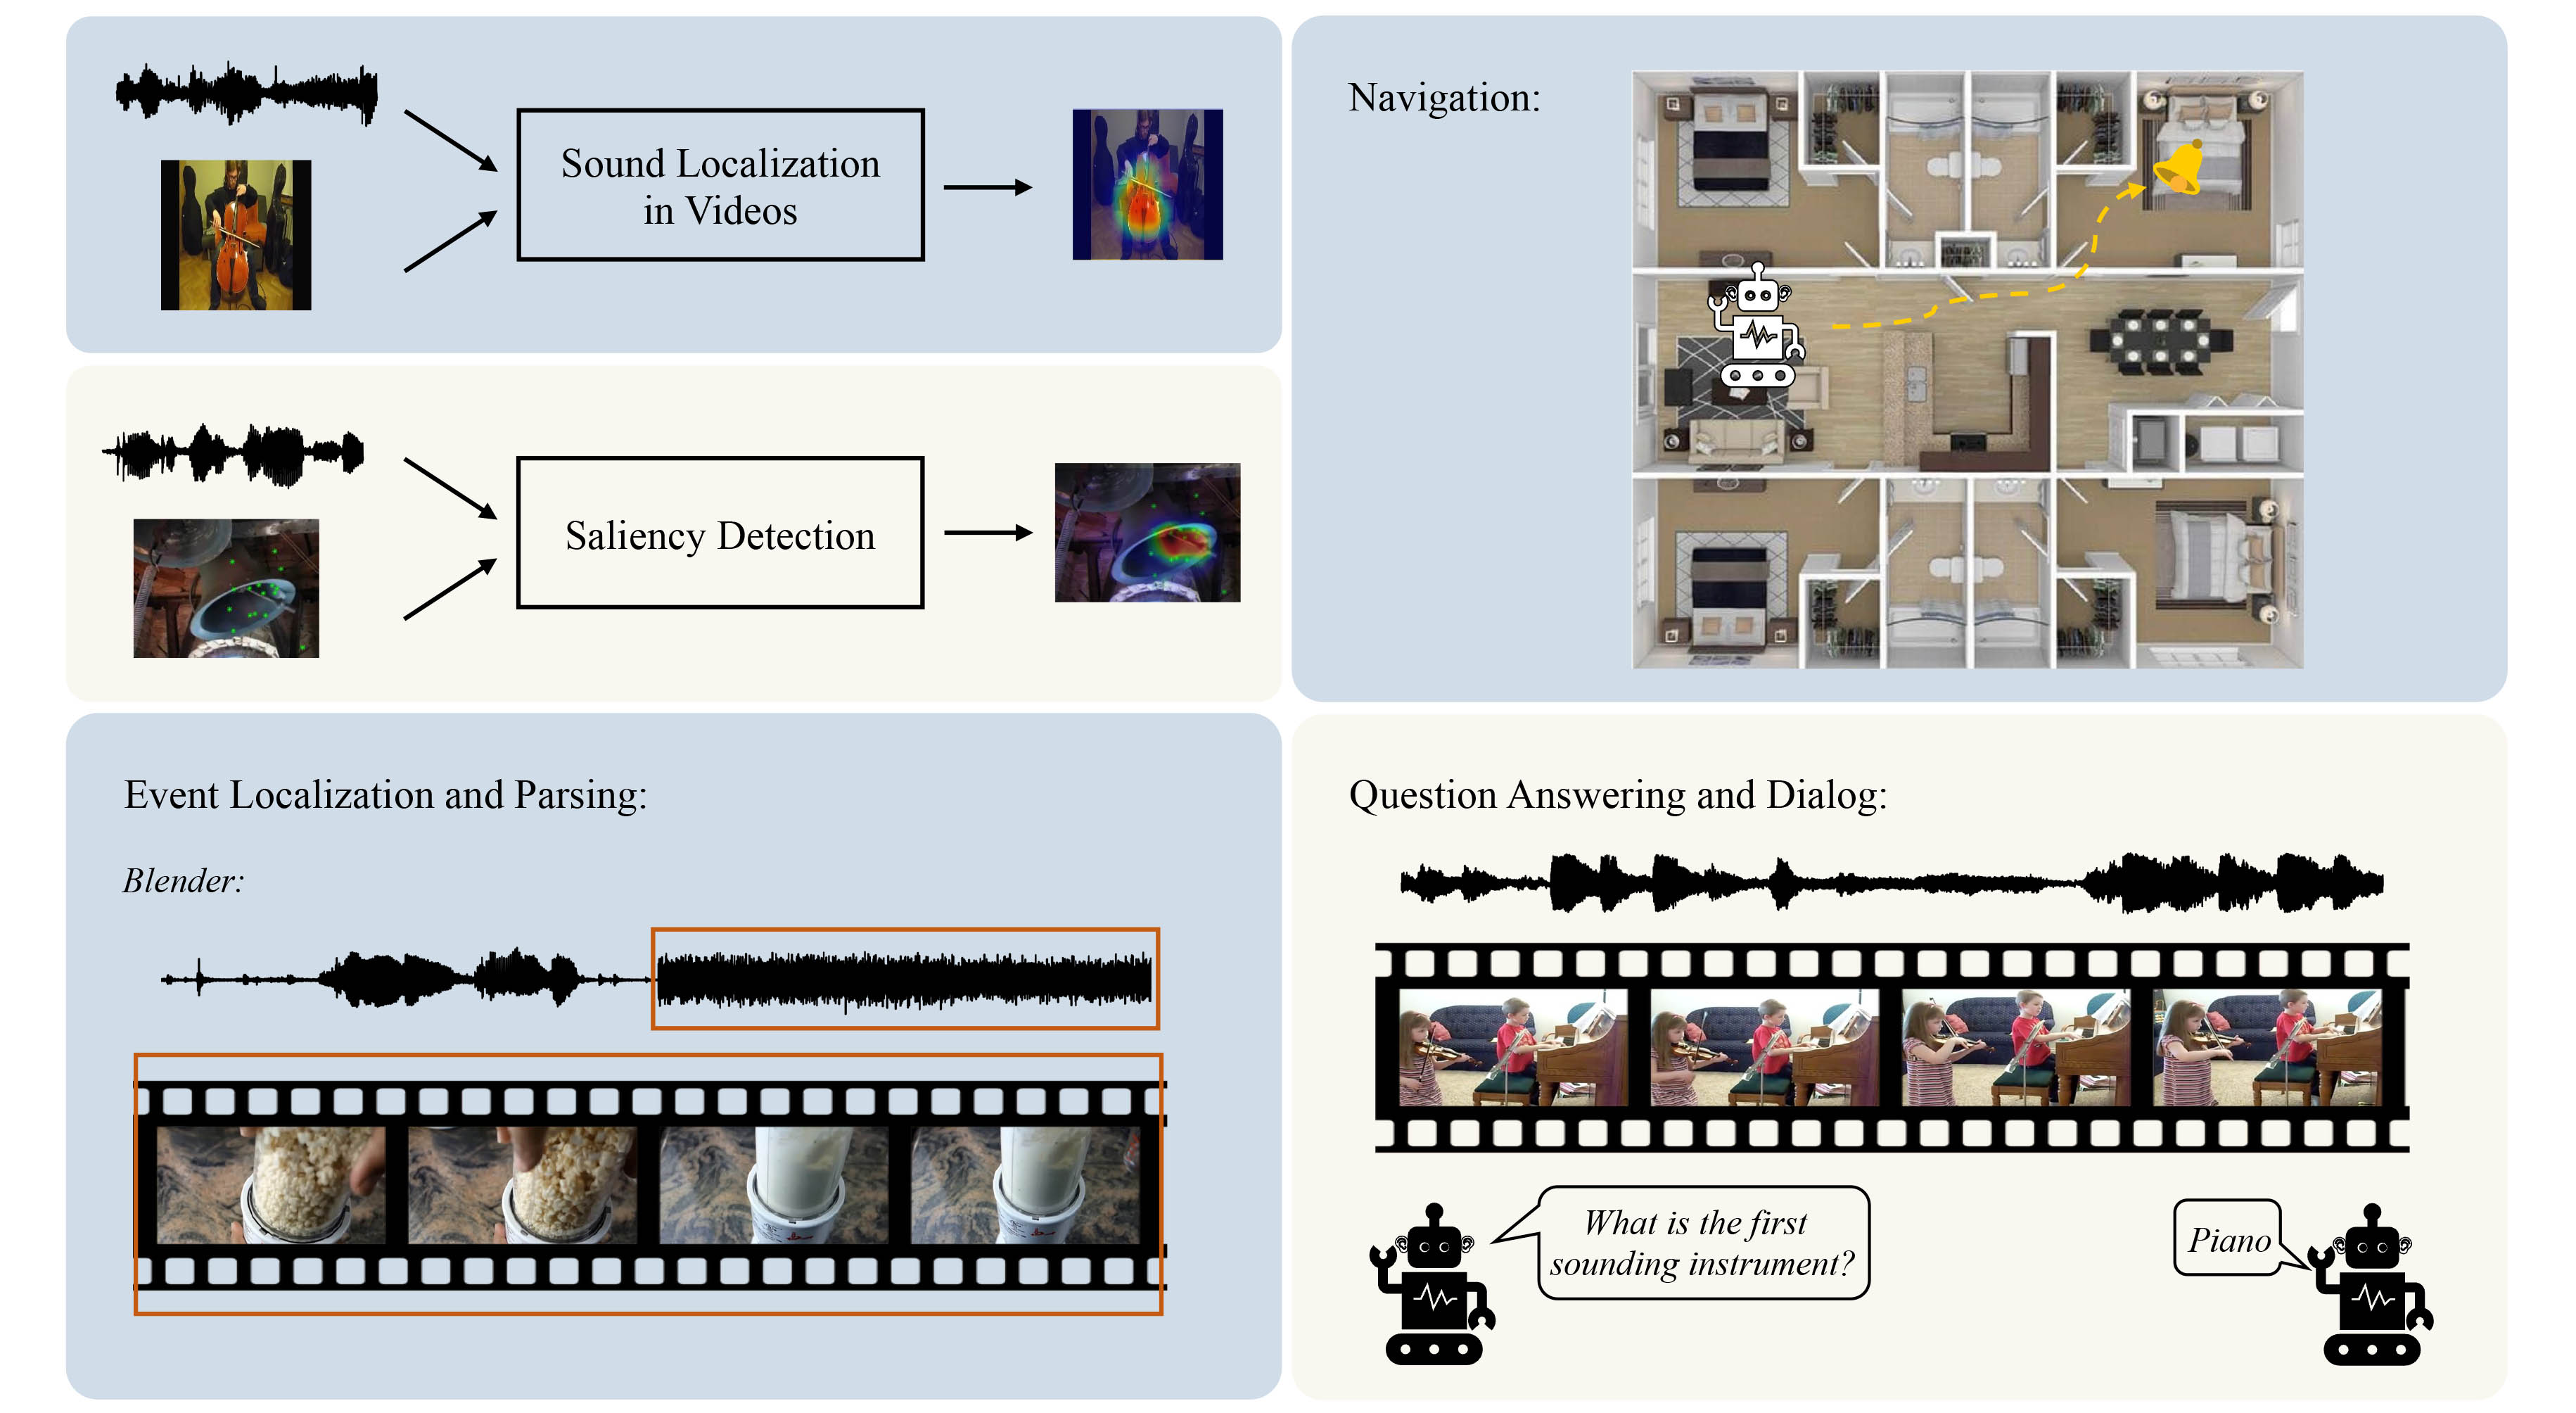 Sound Localization
in Videos
Saliency Detection
Navigation:
Event Localization and Parsing:
Blender:
Question Answering and Dialog:
What is the first
sounding instrument?
Piano